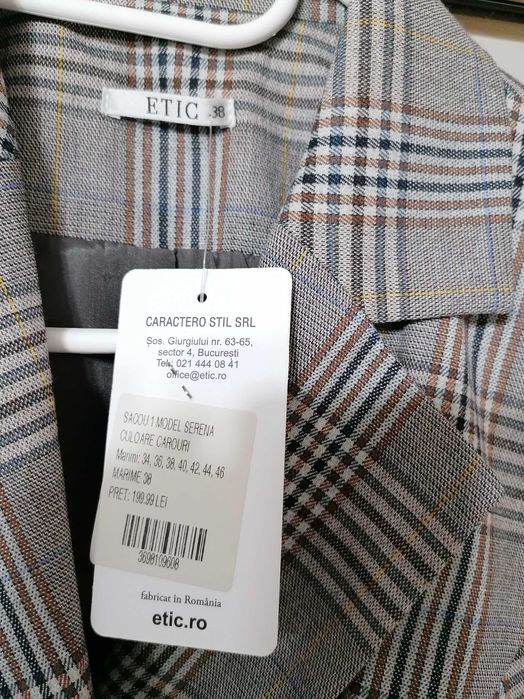 ETIC 38
CARACTERO STIL SRL
Șos. Giurgiului nr. 63-65,
sector 4, Bucuresti
Tel.: 021 444 08 41
office@etic.ro
SACOU 1 MODEL SERENA
CULOARE CAROURI
Marimi: 34, 36, 38, 40, 42, 44, 46
MARIME 38
PRET: 199.99 LEI
3698109608
fabricat în România
etic.ro